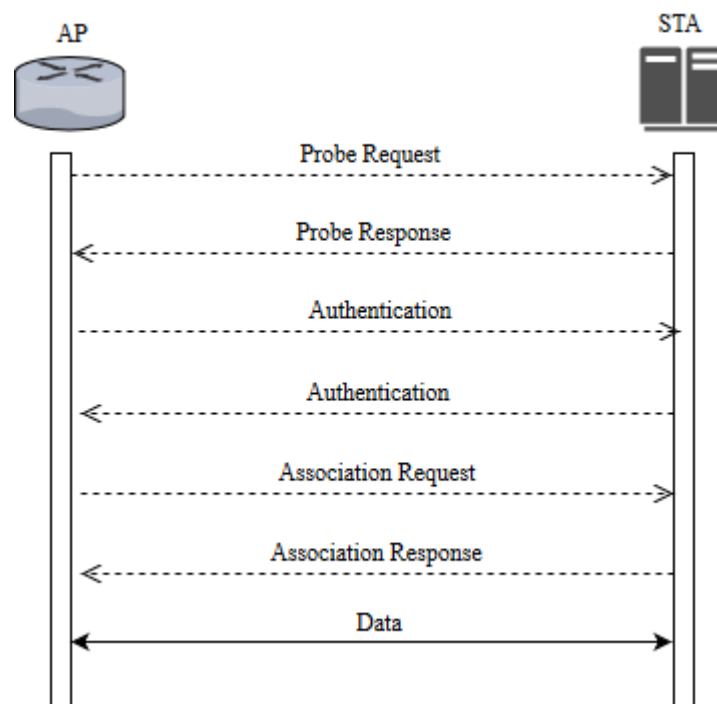 AP
STA
Probe Request
Probe Response
Authentication
Authentication
Association Request
Association Response
Data